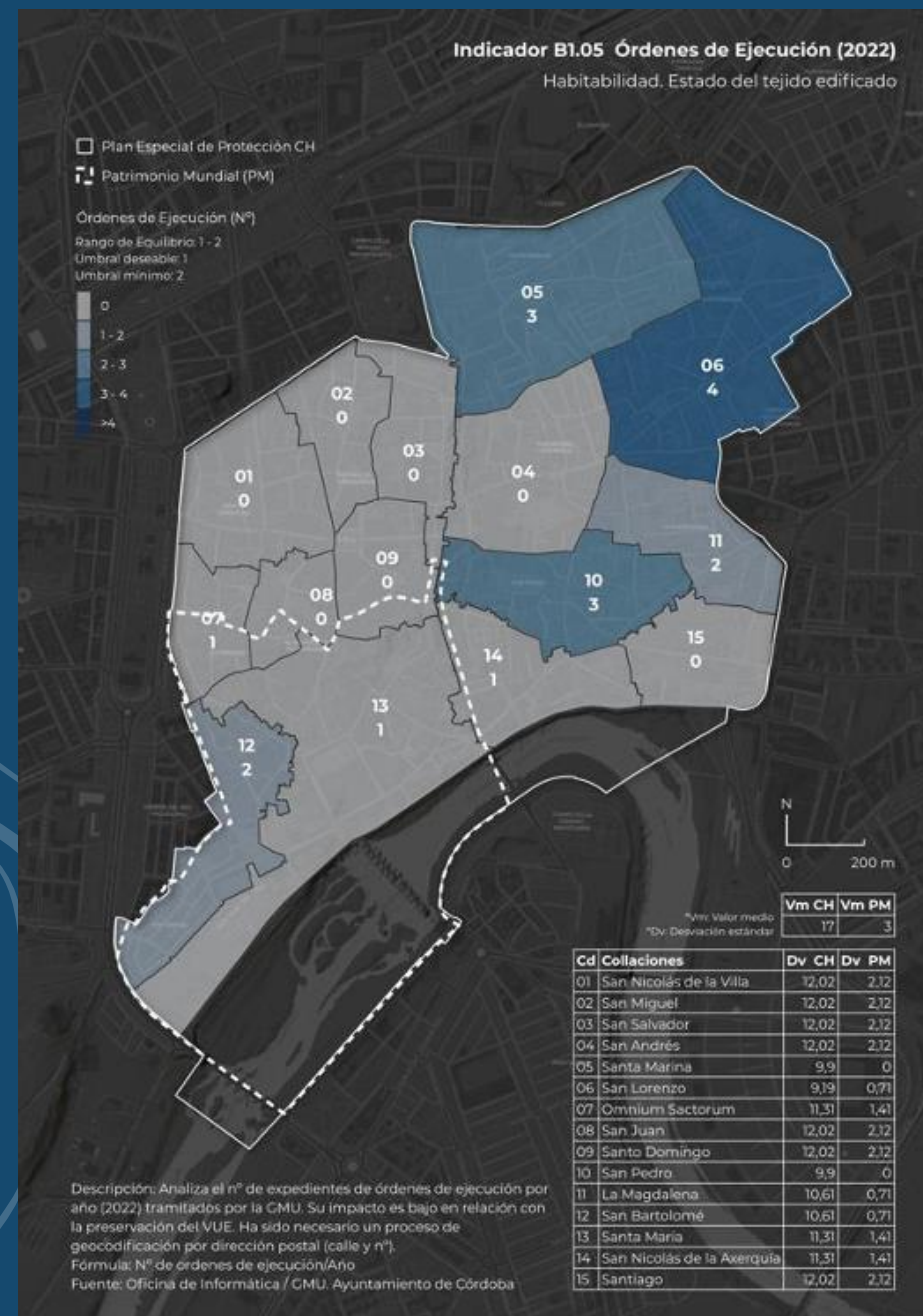 Indicador B1.05 Órdenes de Ejecución (2022)
Habitabilidad. Estado del tejido edificado
Plan Especial de Protección CH
Patrimonio Mundial (PM)
Órdenes de Ejecución (Nº)
Rango de Equilibrio: 1 - 2
Umbral deseable: 1
Umbral mínimo: 2
0
1 - 2
2 - 3
3 - 4
>4
05
3
06
4
02
0
03
0
01
0
04
0
11
2
09
0
10
3
08
0
07
1
15
0
14
1
13
1
12
2
N
0 200 m
*Vm: Valor medio
*Dv: Desviación estándar
Vm CH Vm PM
17 3
Cd Collaciones Dv CH Dv PM
01 San Nicolás de la Villa 12,02 2,12
02 San Miguel 12,02 2,12
03 San Salvador 12,02 2,12
04 San Andrés 12,02 2,12
05 Santa Marina 9,9 0
06 San Lorenzo 9,19 0,71
07 Omnium Sactorum 11,31 1,41
08 San Juan 12,02 2,12
09 Santo Domingo 12,02 2,12
10 San Pedro 9,9 0
11 La Magdalena 10,61 0,71
12 San Bartolomé 10,61 0,71
13 Santa María 11,31 1,41
14 San Nicolás de la Axerquía 11,31 1,41
15 Santiago 12,02 2,12
Descripción: Analiza el nº de expedientes de órdenes de ejecución por
año (2022) tramitados por la GMU. Su impacto es bajo en relación con
la preservación del VUE. Ha sido necesario un proceso de
geocodificación por dirección postal (calle y nº).
Fórmula: Nº de ordenes de ejecución/Año
Fuente: Oficina de Informática / GMU. Ayuntamiento de Córdoba